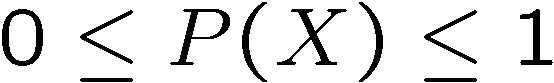 0 ≤ P(X) ≤ 1